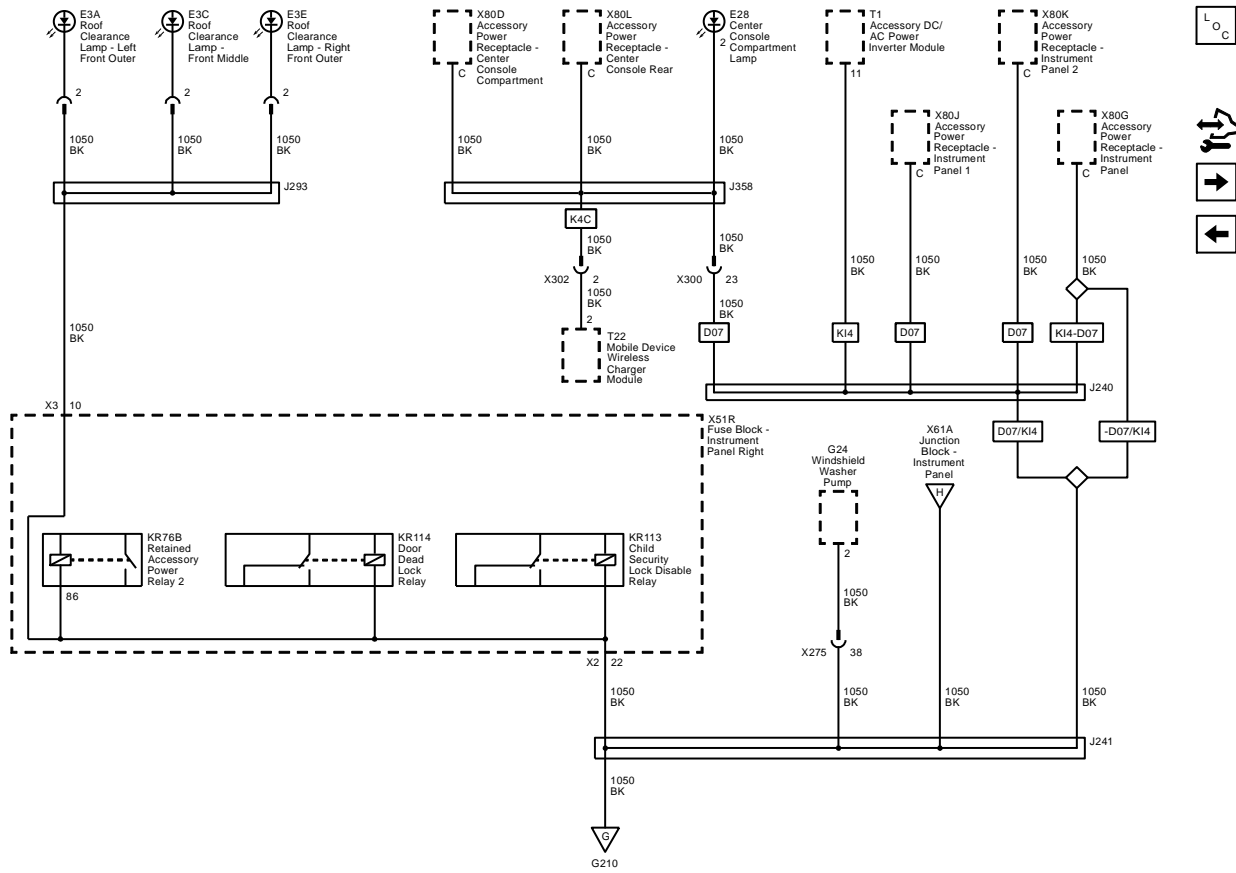 E3A
Roof
Clearance
Lamp - Left
Front Outer
E3C
Roof
Clearance
Lamp -
Front Middle
E3E
Roof
Clearance
Lamp - Right
Front Outer
X80D
Accessory
Power
Receptacle -
Center
Console
Compartment
X80L
Accessory
Power
Receptacle -
Center
Console Rear
E28
Center
Console
Compartment
Lamp
T1
Accessory DC/
AC Power
Inverter Module
X80K
Accessory
Power
Receptacle -
Instrument
Panel 2
L
O
C
2
C
C
11
C
2
2
2
X80J
Accessory
Power
Receptacle -
Instrument
Panel 1
X80G
Accessory
Power
Receptacle -
Instrument
Panel
1050
BK
1050
BK
1050
BK
1050
BK
1050
BK
1050
BK
C
C
J293
J358
K4C
1050
BK
1050
BK
X302
2
X300
23
1050
BK
1050
BK
1050
BK
1050
BK
1050
BK
1050
BK
1050
BK
2
1050
BK
D07
KI4
D07
D07
KI4-D07
T22
Mobile Device
Wireless
Charger
Module
J240
X3
10
X51R
Fuse Block -
Instrument
Panel Right
X61A
Junction
Block -
Instrument
Panel
D07/KI4
-D07/KI4
G24
Windshield
Washer
Pump
H
KR76B
Retained
Accessory
Power
Relay 2
KR114
Door
Dead
Lock
Relay
KR113
Child
Security
Lock Disable
Relay
2
86
1050
BK
X275
38
X2
22
1050
BK
1050
BK
1050
BK
1050
BK
J241
1050
BK
G
G210